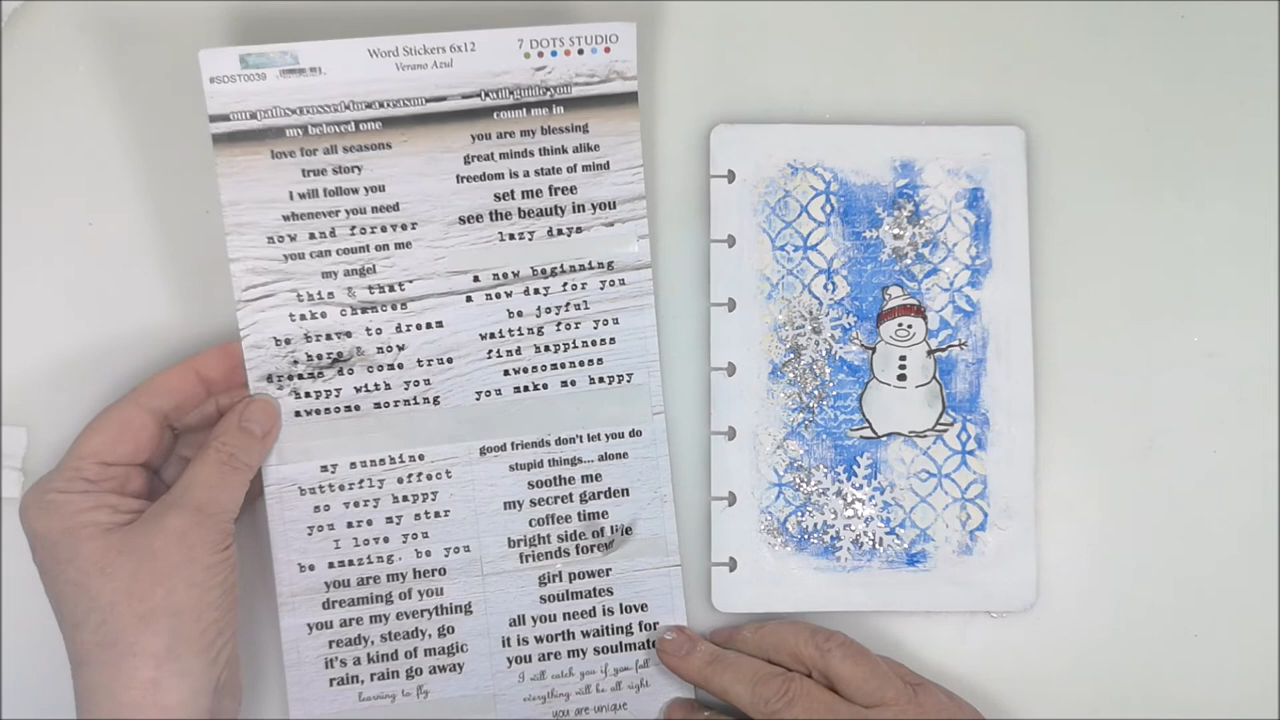 #SDST0039
Word Stickers 6x12
Verano Azul
7 DOTS STUDIO
our paths crossed for a reason
my beloved one
love for all seasons
true story
I will follow you
whenever you need
now and forever
you can count on me
my angel
this & that
take chances
be brave to dream
here & now
dreams do come true
happy with you
awesome morning
I will guide you
count me in
you are my blessing
great minds think alike
freedom is a state of mind
set me free
see the beauty in you
lazy days
a new beginning
a new day for you
be joyful
waiting for you
find happiness
awesomeness
you make me happy
my sunshine
butterfly effect
so very happy
you are my star
I love you
be amazing. be you
you are my hero
dreaming of you
you are my everything
ready, steady, go
it's a kind of magic
rain, rain go away
learning to fly
good friends don't let you do
stupid things... alone
soothe me
my secret garden
coffee time
bright side of life
friends forever
girl power
soulmates
all you need is love
it is worth waiting for
you are my soulmate
I will catch you if you fall
everything will be all right
you are unique